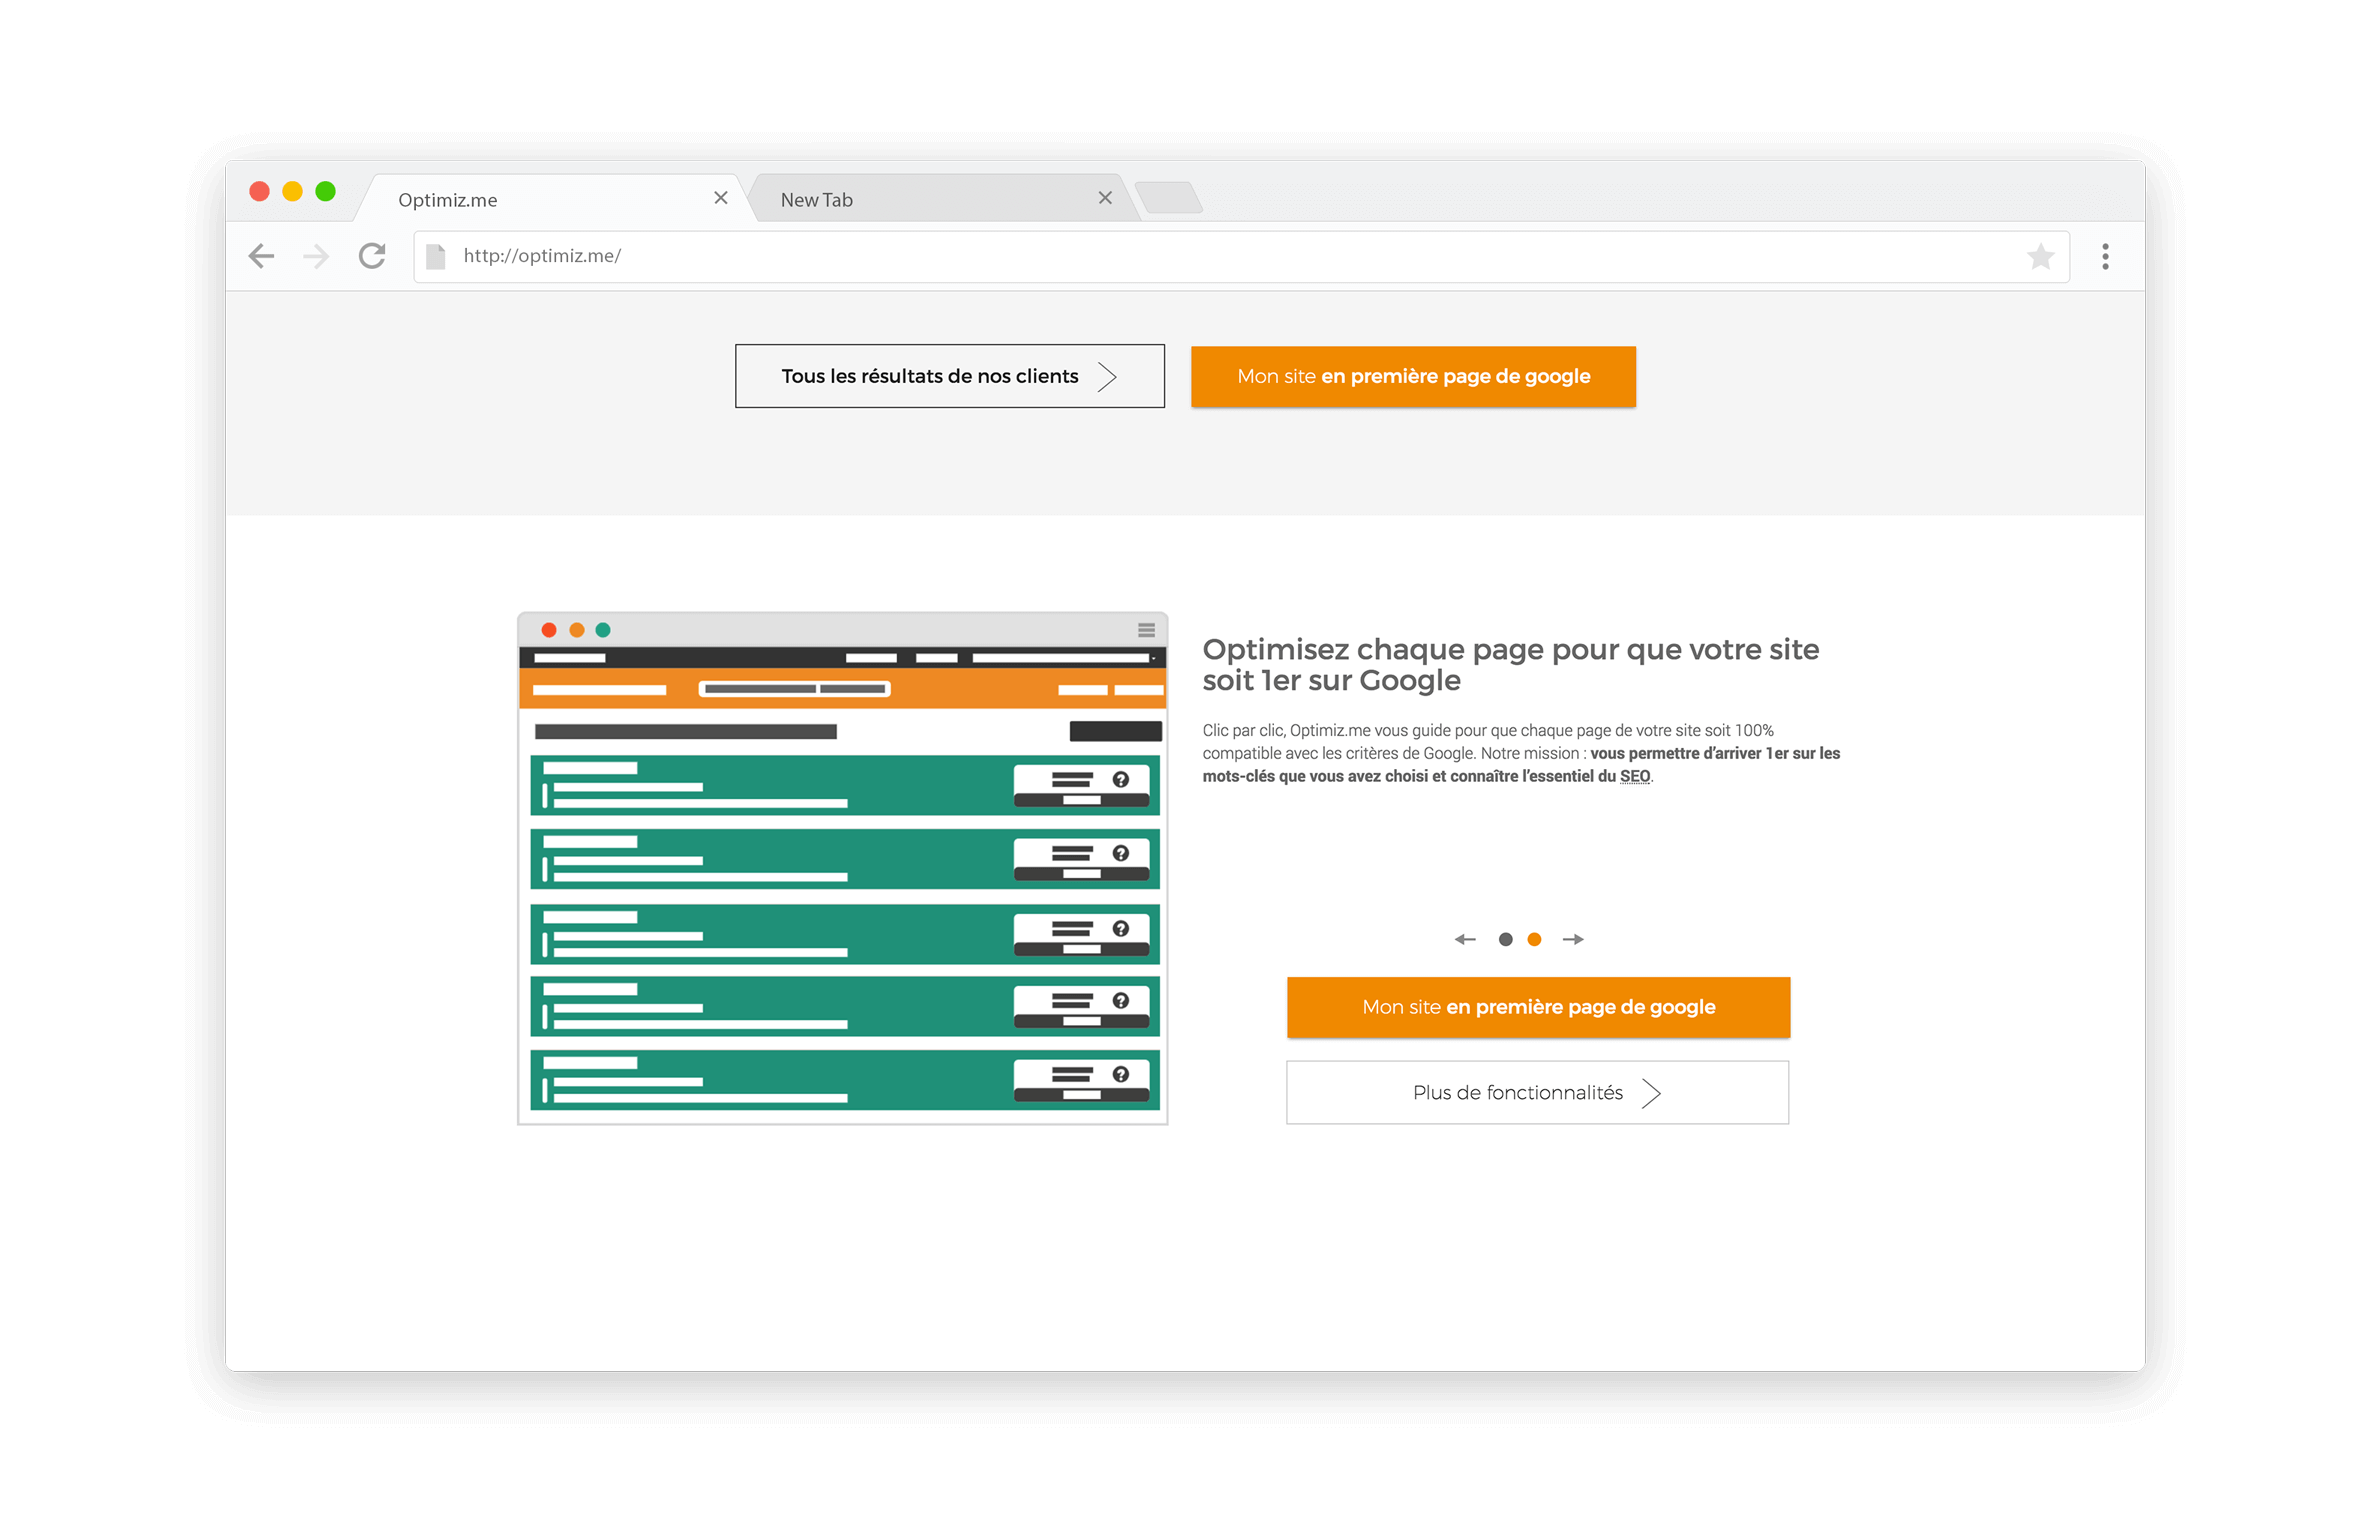 Optimiz.me
New Tab
http://optimiz.me/
Tous les résultats de nos clients
Mon site en première page de google
Optimisez chaque page pour que votre site
soit 1er sur Google
Clic par clic, Optimiz.me vous guide pour que chaque page de votre site soit 100%
compatible avec les critères de Google. Notre mission : vous permettre d’arriver 1er sur les
mots-clés que vous avez choisi et connaître l’essentiel du SEO.
Mon site en première page de google
Plus de fonctionnalités